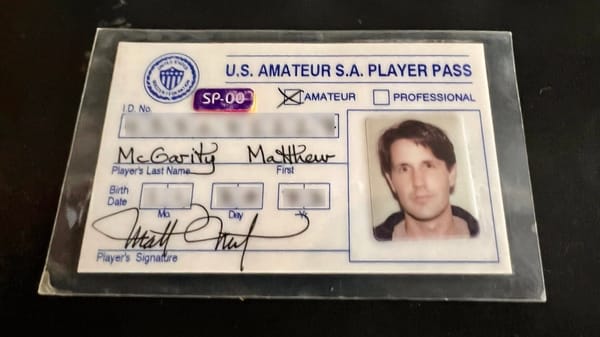 U.S. AMATEUR S.A. PLAYER PASS
SP-00
AMATEUR PROFESSIONAL
I.D. No.
McGarity Matthew
Player's Last Name First
Birth
Date
Mo. Day Yr.
Matt
Player's Signature